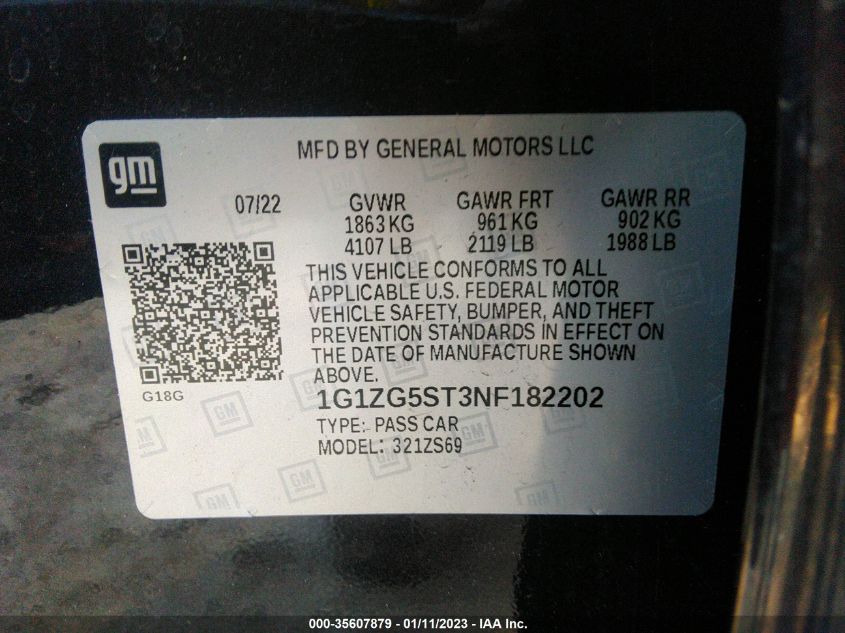 gm
MFD BY GENERAL MOTORS LLC
07/22 GVWR GAWR FRT GAWR RR
1863 KG 961 KG 902 KG
4107 LB 2119 LB 1988 LB
THIS VEHICLE CONFORMS TO ALL
APPLICABLE U.S. FEDERAL MOTOR
VEHICLE SAFETY, BUMPER, AND THEFT
PREVENTION STANDARDS IN EFFECT ON
THE DATE OF MANUFACTURE SHOWN
ABOVE.
G18G
1G1ZG5ST3NF182202
TYPE: PASS CAR
MODEL: 321ZS69
000-35607879 - 01/11/2023 - IAA Inc.